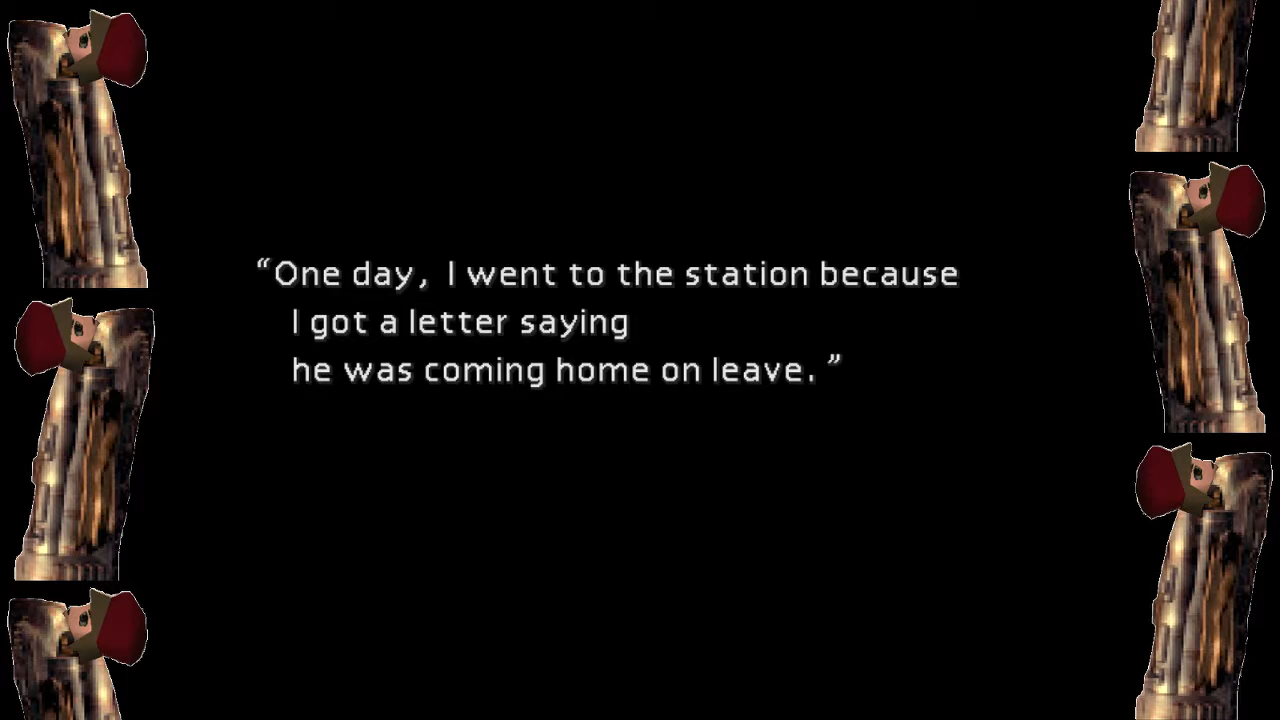 “One day, I went to the station because
I got a letter saying
he was coming home on leave. ”